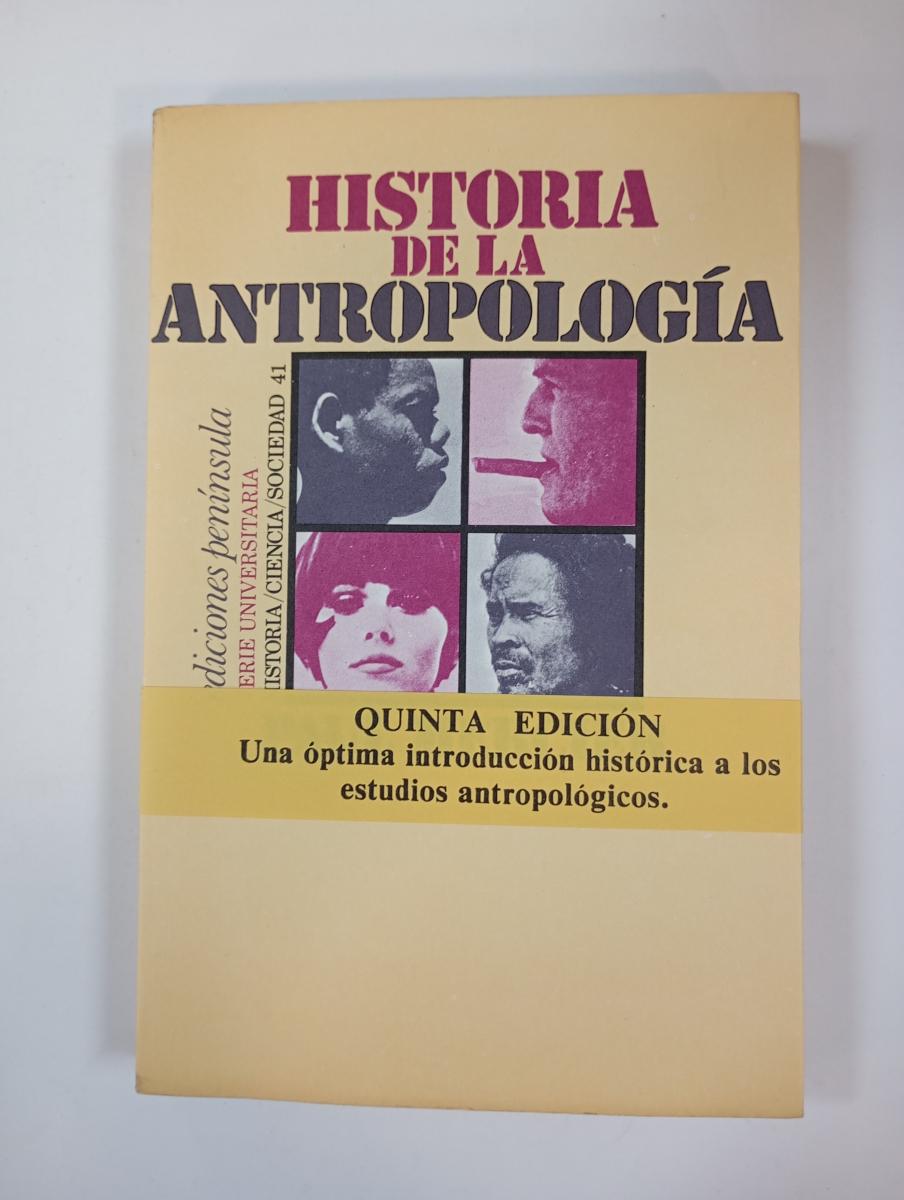 HISTORIA
DE LA
ANTROPOLOGÍA
ediciones península
SERIE UNIVERSITARIA
HISTORIA/CIENCIA/SOCIEDAD 41
QUINTA EDICIÓN
Una óptima introducción histórica a los
estudios antropológicos.